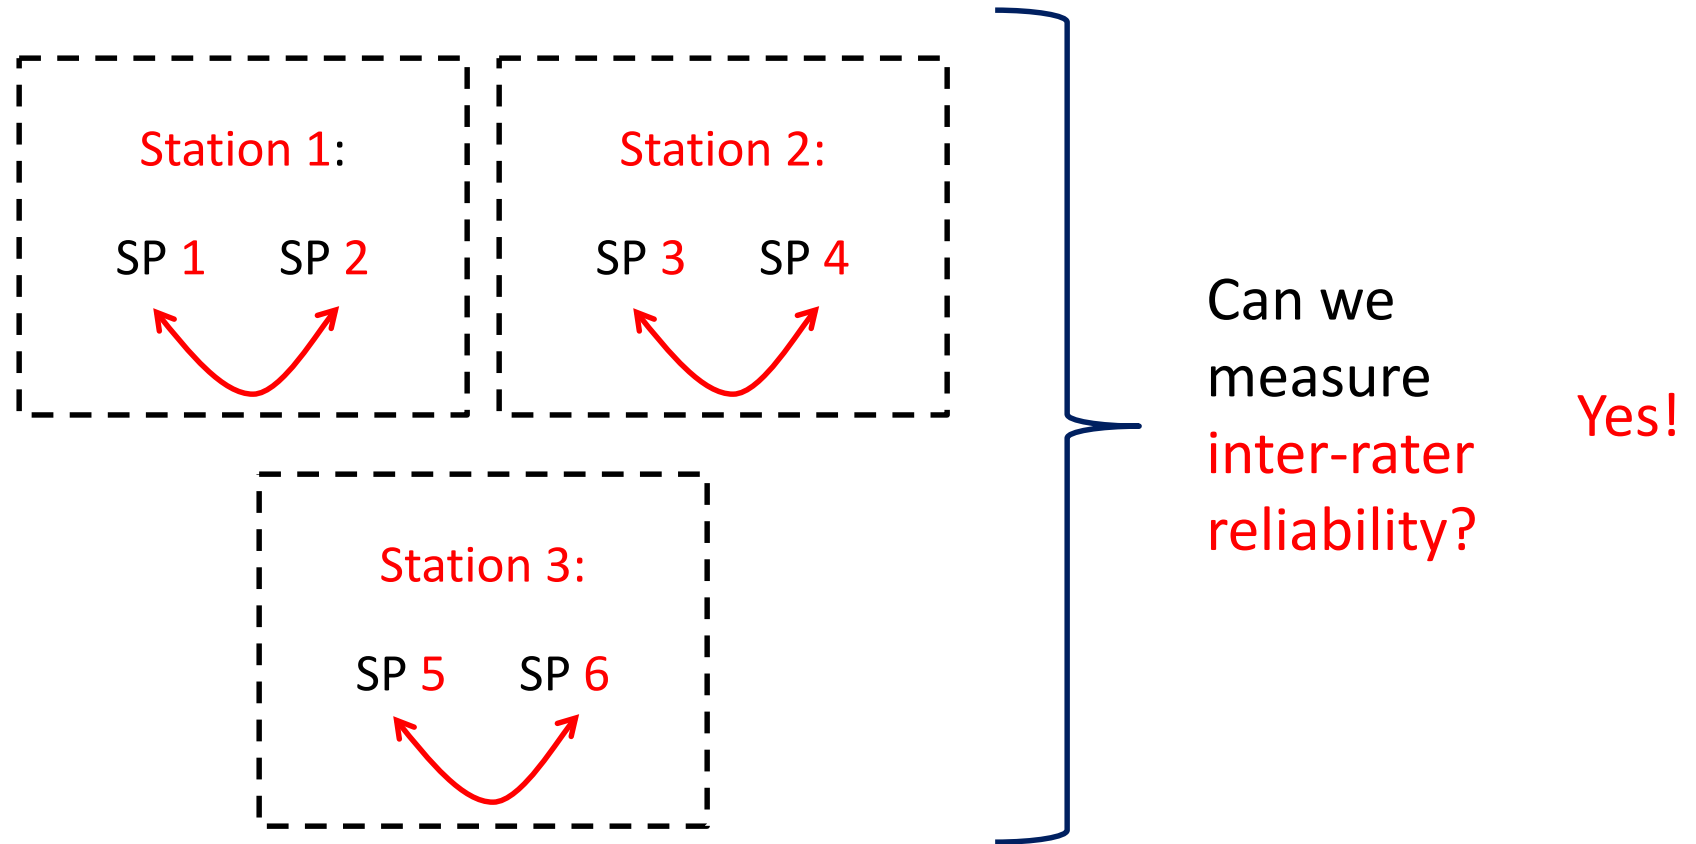 Station 1:
SP 1 SP 2
Station 2:
SP 3 SP 4
Station 3:
SP 5 SP 6
Can we
measure
inter-rater
reliability?
Yes!